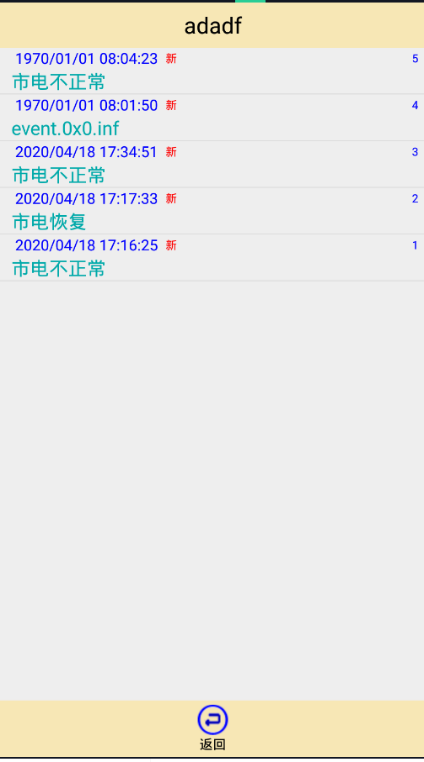 adadf
1970/01/01 08:04:23 新 5
市电不正常
1970/01/01 08:01:50 新 4
event.0x0.inf
2020/04/18 17:34:51 新 3
市电不正常
2020/04/18 17:17:33 新 2
市电恢复
2020/04/18 17:16:25 新 1
市电不正常
返回